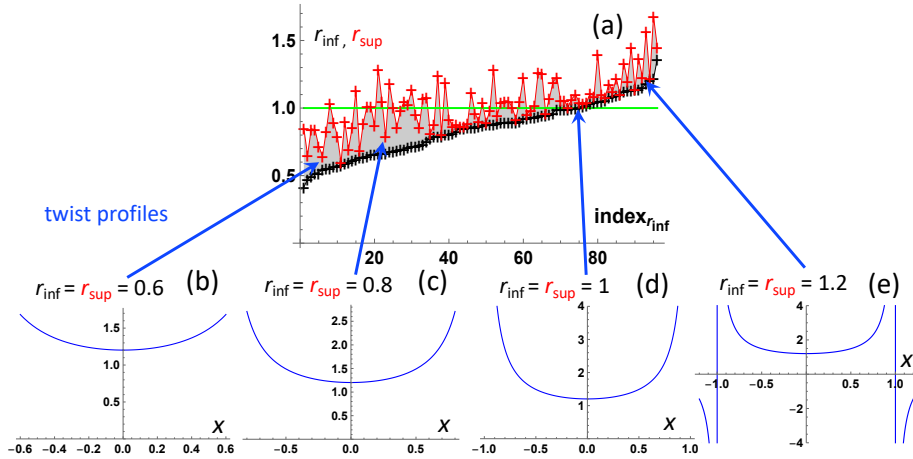 (a)
r_inf , r_sup
1.5
1.0
0.5
20 40 60 80
index_r_inf
twist profiles
(b) (c) (d) (e)
r_inf = r_sup = 0.6
r_inf = r_sup = 0.8
r_inf = r_sup = 1
r_inf = r_sup = 1.2
1.5
1.0
0.5
x
−0.6 −0.4 −0.2 0.0 0.2 0.4 0.6
2.5
2.0
1.5
1.0
0.5
x
−0.5 0.0 0.5
4
3
2
1
x
−1.0 −0.5 0.0 0.5 1.0
4
2
x
−1.0 −0.5 0.5 1.0
−2
−4